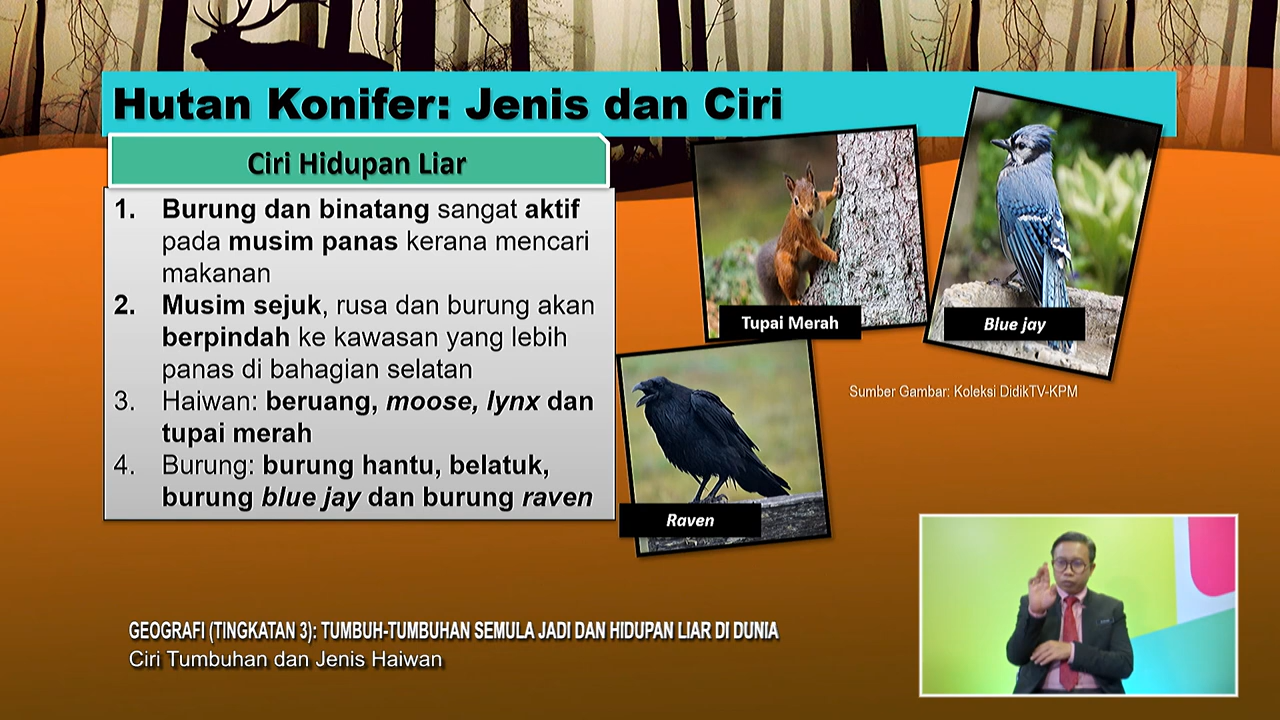 Hutan Konifer: Jenis dan Ciri
Ciri Hidupan Liar
1. Burung dan binatang sangat aktif
pada musim panas kerana mencari
makanan
2. Musim sejuk, rusa dan burung akan
berpindah ke kawasan yang lebih
panas di bahagian selatan
3. Haiwan: beruang, moose, lynx dan
tupai merah
4. Burung: burung hantu, belatuk,
burung blue jay dan burung raven
Tupai Merah
Blue jay
Sumber Gambar: Koleksi DidikTV-KPM
Raven
GEOGRAFI (TINGKATAN 3): TUMBUH-TUMBUHAN SEMULA JADI DAN HIDUPAN LIAR DI DUNIA
Ciri Tumbuhan dan Jenis Haiwan